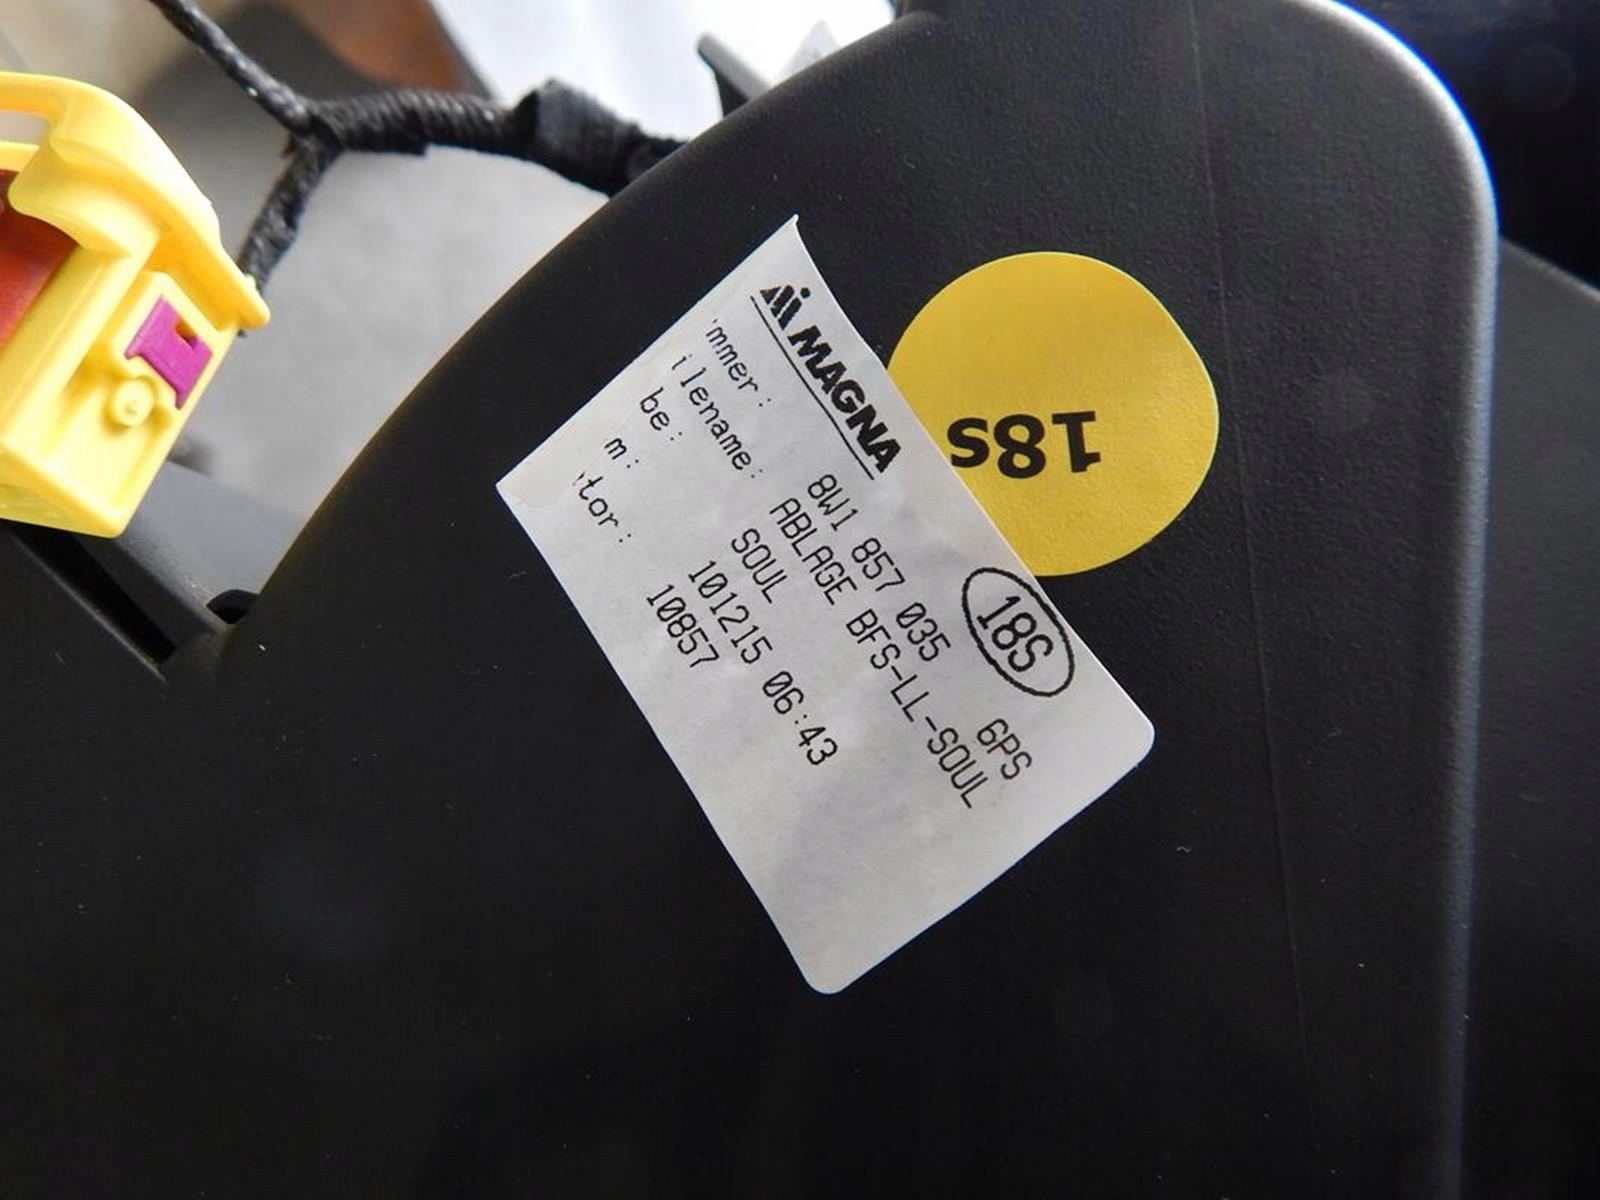 MAGNA
mmer: 8W1 857 035 6PS
ilename: ABLAGE BFS-LL-SOUL
be: SOUL
m: 101215 06:43
tor: 10857
18S
18s